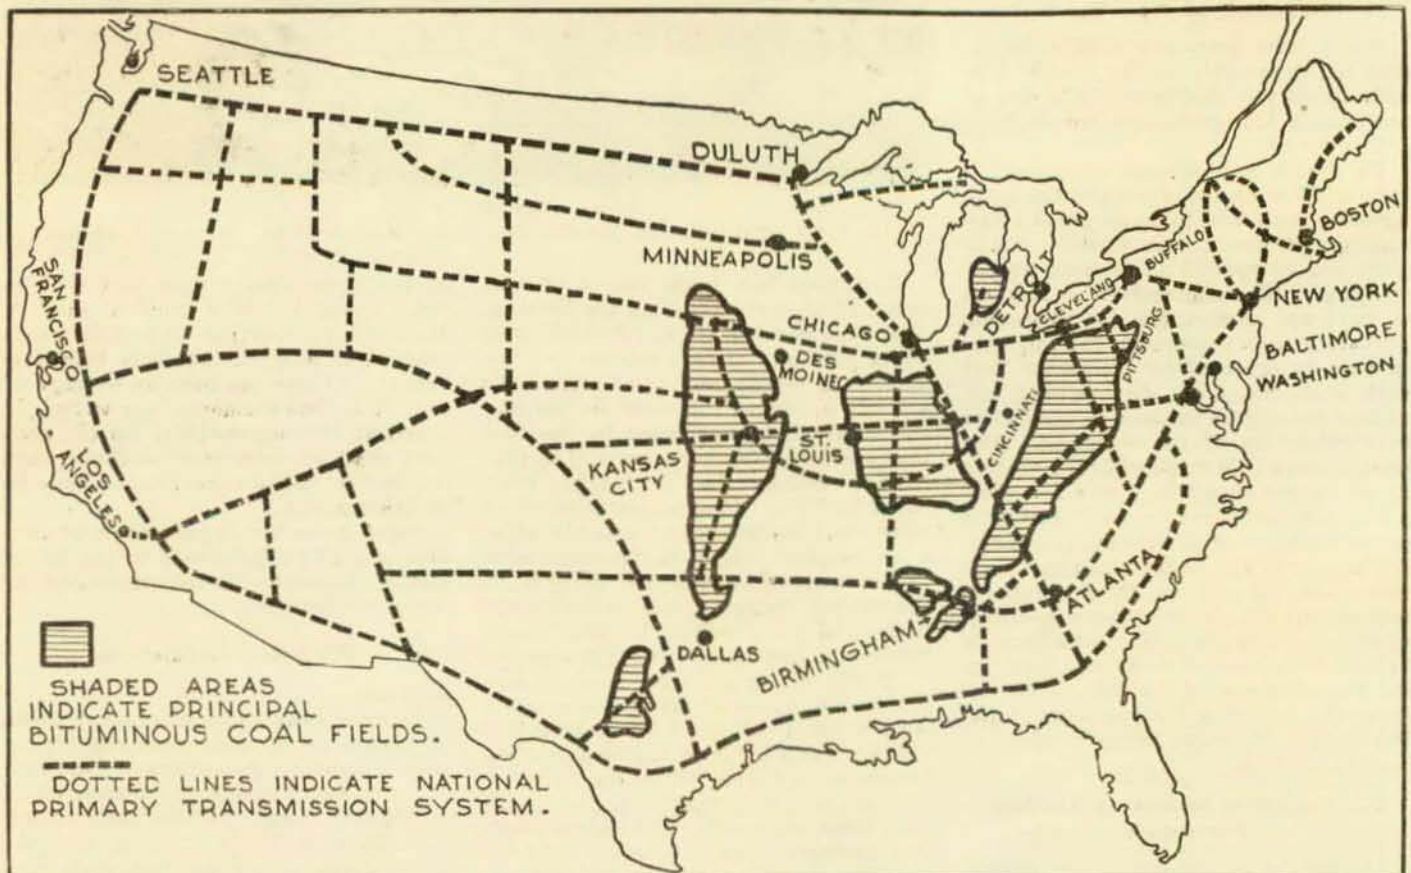 SEATTLE
DULUTH
MINNEAPOLIS
BOSTON
BUFFALO
DETROIT
CLEVELAND
NEW YORK
PITTSBURG
CHICAGO
BALTIMORE
WASHINGTON
DES
MOINES
SAN
FRANCISCO
CINCINNATI
ST.
LOUIS
KANSAS
CITY
LOS
ANGELES
ATLANTA
BIRMINGHAM
DALLAS
SHADED AREAS
INDICATE PRINCIPAL
BITUMINOUS COAL FIELDS.
DOTTED LINES INDICATE NATIONAL
PRIMARY TRANSMISSION SYSTEM.